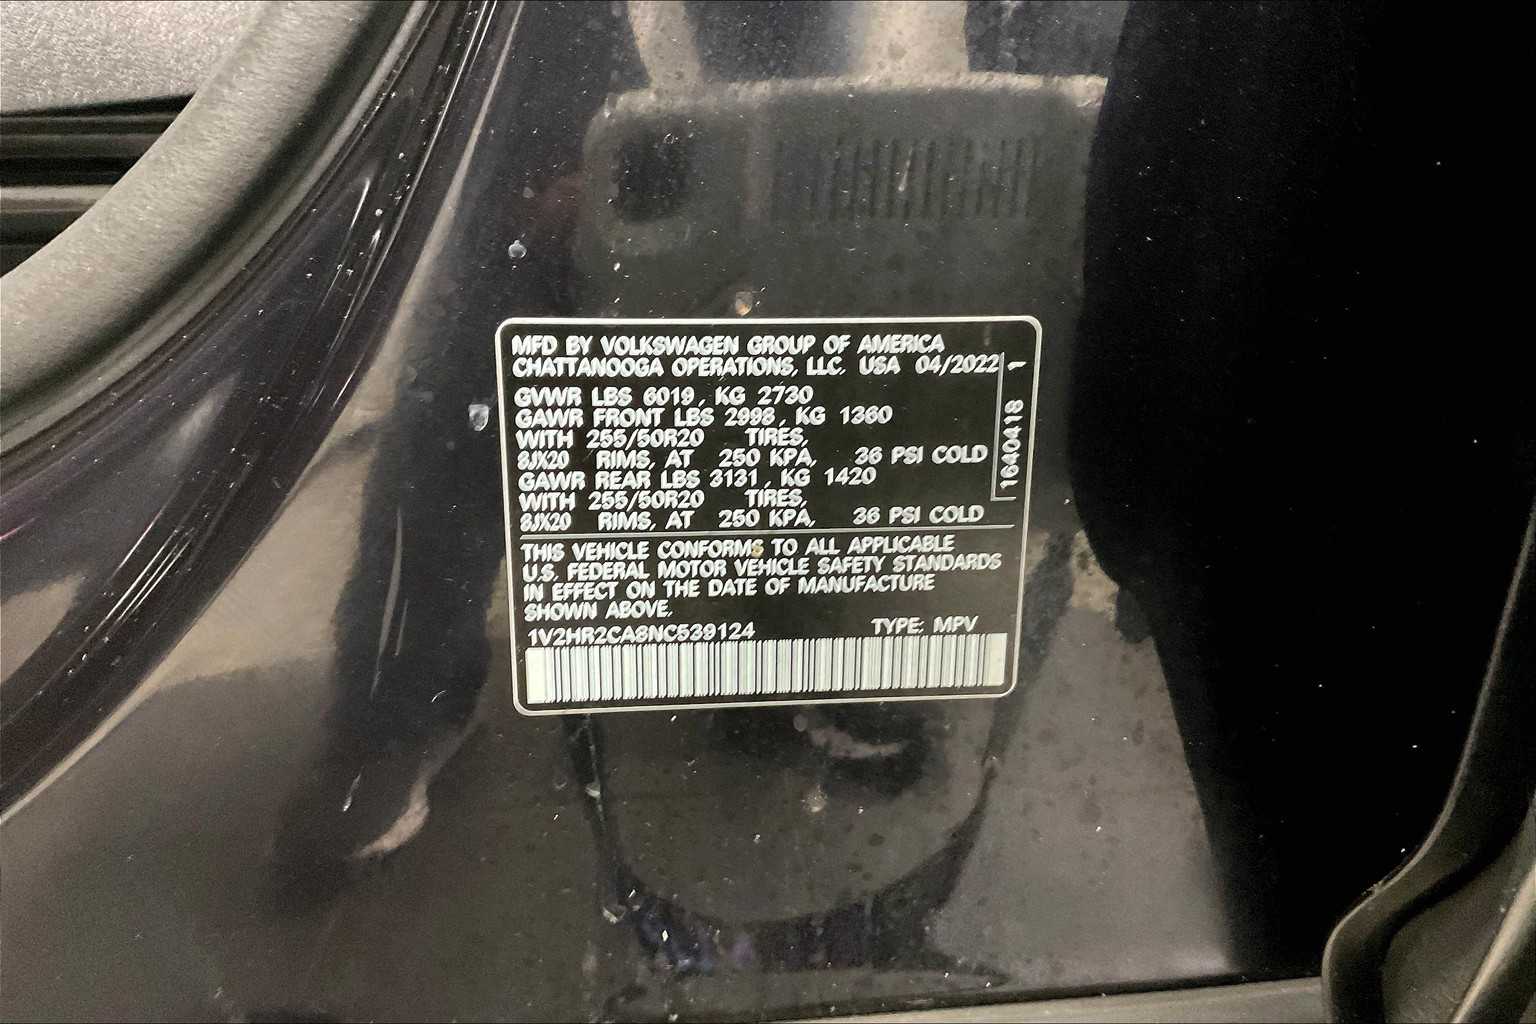 MFD BY VOLKSWAGEN GROUP OF AMERICA
CHATTANOOGA OPERATIONS, LLC. USA 04/2022
GVWR LBS 6019, KG 2730
GAWR FRONT LBS 2998, KG 1360
WITH 255/50R20 TIRES,
8JX20 RIMS, AT 250 KPA, 36 PSI COLD
GAWR REAR LBS 3131, KG 1420
WITH 255/50R20 TIRES,
8JX20 RIMS, AT 250 KPA, 36 PSI COLD
1640418 1
THIS VEHICLE CONFORMS TO ALL APPLICABLE
U.S. FEDERAL MOTOR VEHICLE SAFETY STANDARDS
IN EFFECT ON THE DATE OF MANUFACTURE
SHOWN ABOVE.
1V2HR2CA8NC539124 TYPE: MPV